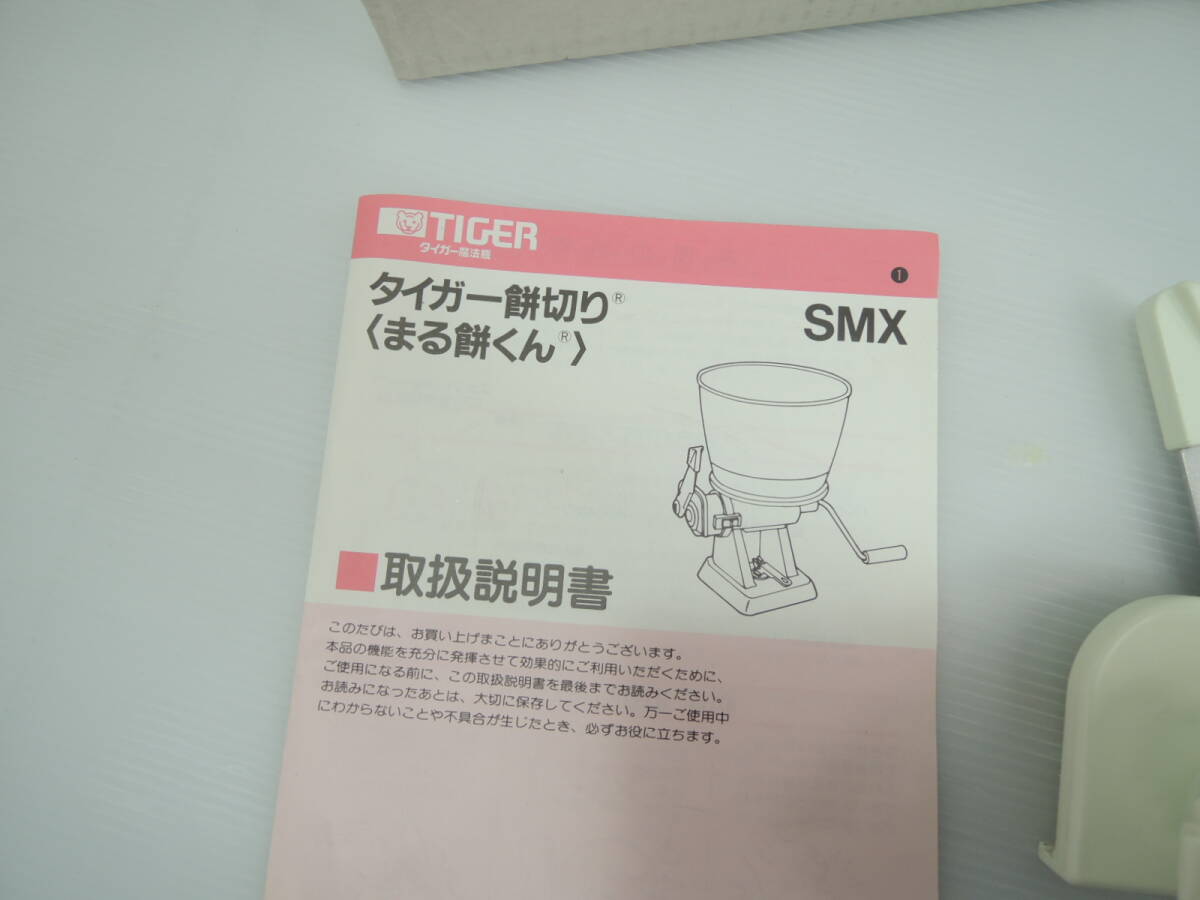 TIGER
タイガー魔法瓶
❶
タイガー餅切り®
〈まる餅くん®〉
SMX
■取扱説明書
このたびは、お買い上げまことにありがとうございます。
本品の機能を充分に発揮させて効果的にご利用いただくために、
ご使用になる前に、この取扱説明書を最後までお読みください。
お読みになったあとは、大切に保存してください。万一ご使用中
にわからないことや不具合が生じたとき、必ずお役に立ちます。